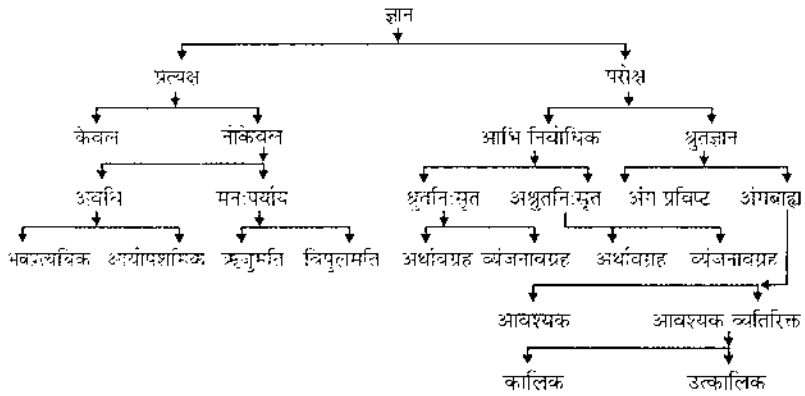 ज्ञान
प्रत्यक्ष परोक्ष
केवल नोकेवल आभि नियोधिक श्रुतज्ञान
अवधि मनःपर्याय श्रुतनिःसृत अश्रुतनिःसृत अंग प्रविष्ट अंगबाह्य
भवप्रत्ययिक क्षायोपशमिक ऋजुमति विपुलमति अर्थावग्रह व्यंजनावग्रह अर्थावग्रह व्यंजनावग्रह
आवश्यक आवश्यक व्यतिरिक्त
कालिक उत्कालिक